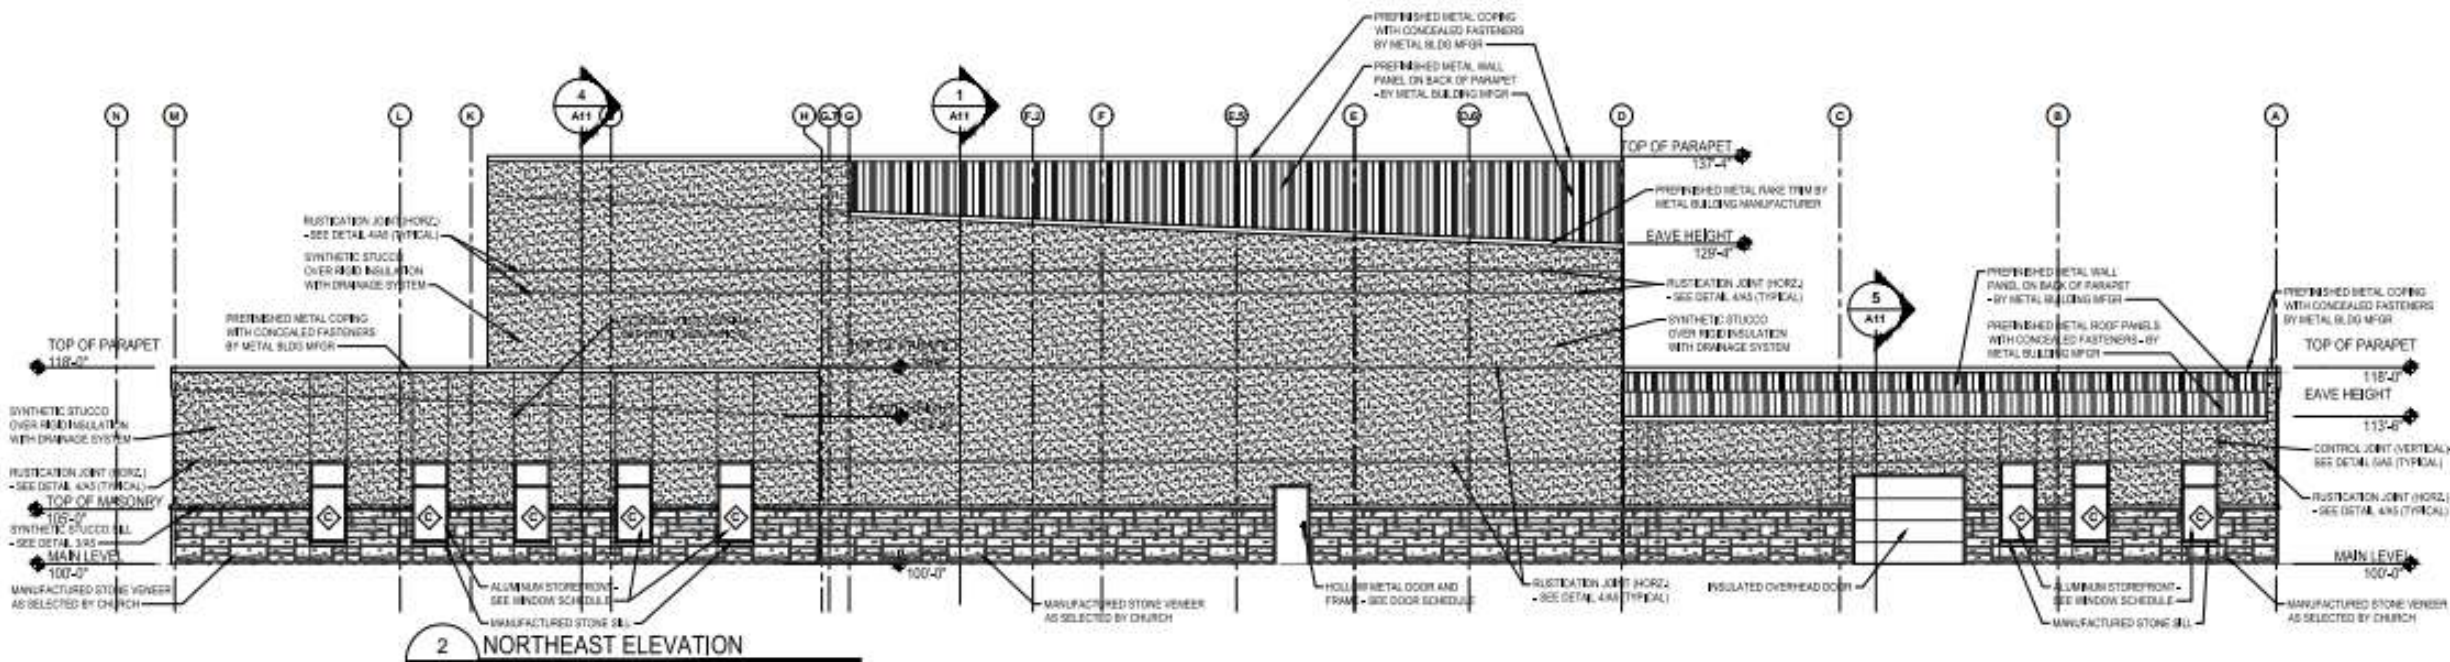 PREFINISHED METAL COPING
WITH CONCEALED FASTENERS
BY METAL BLDG MFGR
PREFINISHED METAL WALL
PANEL ON BACK OF PARAPET
- BY METAL BUILDING MFGR
4
A11
1
A11
N
M
L
K
H
G.7
G
F.2
F
E.5
E
D.6
D
C
B
A
TOP OF PARAPET
137'-4"
PREFINISHED METAL RAKE TRIM BY
METAL BUILDING MANUFACTURER
EAVE HEIGHT
129'-4"
RUSTICATION JOINT (HORZ.)
- SEE DETAIL 4/A5 (TYPICAL)
SYNTHETIC STUCCO
OVER RIGID INSULATION
WITH DRAINAGE SYSTEM
PREFINISHED METAL COPING
WITH CONCEALED FASTENERS
BY METAL BLDG MFGR
TOP OF PARAPET
118'-0"
RUSTICATION JOINT (HORZ.)
- SEE DETAIL 4/A5 (TYPICAL)
SYNTHETIC STUCCO
OVER RIGID INSULATION
WITH DRAINAGE SYSTEM
5
A11
PREFINISHED METAL WALL
PANEL ON BACK OF PARAPET
- BY METAL BUILDING MFGR
PREFINISHED METAL ROOF PANELS
WITH CONCEALED FASTENERS - BY
METAL BUILDING MFGR
PREFINISHED METAL COPING
WITH CONCEALED FASTENERS
BY METAL BLDG MFGR
TOP OF PARAPET
118'-0"
EAVE HEIGHT
113'-6"
SYNTHETIC STUCCO
OVER RIGID INSULATION
WITH DRAINAGE SYSTEM
RUSTICATION JOINT (HORZ.)
- SEE DETAIL 4/A5 (TYPICAL)
TOP OF MASONRY
105'-0"
SYNTHETIC STUCCO SILL
- SEE DETAIL 3/A5
MAIN LEVEL
100'-0"
MANUFACTURED STONE VENEER
AS SELECTED BY CHURCH
C
C
C
C
C
C
C
C
CONTROL JOINT (VERTICAL)
SEE DETAIL 5/A5 (TYPICAL)
RUSTICATION JOINT (HORZ.)
- SEE DETAIL 4/A5 (TYPICAL)
MAIN LEVEL
100'-0"
100'-0"
ALUMINUM STOREFRONT -
SEE WINDOW SCHEDULE
MANUFACTURED STONE SILL
MANUFACTURED STONE VENEER
AS SELECTED BY CHURCH
HOLLOW METAL DOOR AND
FRAME - SEE DOOR SCHEDULE
RUSTICATION JOINT (HORZ.)
- SEE DETAIL 4/A5 (TYPICAL)
INSULATED OVERHEAD DOOR
ALUMINUM STOREFRONT -
SEE WINDOW SCHEDULE
MANUFACTURED STONE SILL
MANUFACTURED STONE VENEER
AS SELECTED BY CHURCH
2 NORTHEAST ELEVATION